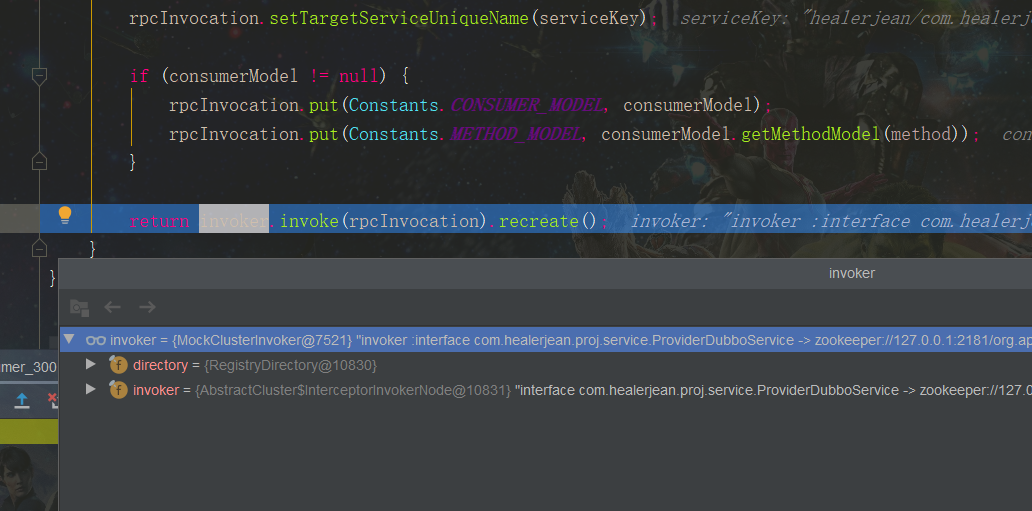 rpcInvocation.setTargetServiceUniqueName(serviceKey); serviceKey: "healerjean/com.healerj
if (consumerModel != null) {
rpcInvocation.put(Constants.CONSUMER_MODEL, consumerModel);
rpcInvocation.put(Constants.METHOD_MODEL, consumerModel.getMethodModel(method)); con
}
return invoker.invoke(rpcInvocation).recreate(); invoker: "invoker :interface com.healerj
}
}
invoker
invoker = {MockClusterInvoker@7521} "invoker :interface com.healerjean.proj.service.ProviderDubboService -> zookeeper://127.0.0.1:2181/org.ap
directory = {RegistryDirectory@10830}
mer_300
invoker = {AbstractCluster$InterceptorInvokerNode@10831} "interface com.healerjean.proj.service.ProviderDubboService -> zookeeper://127.0